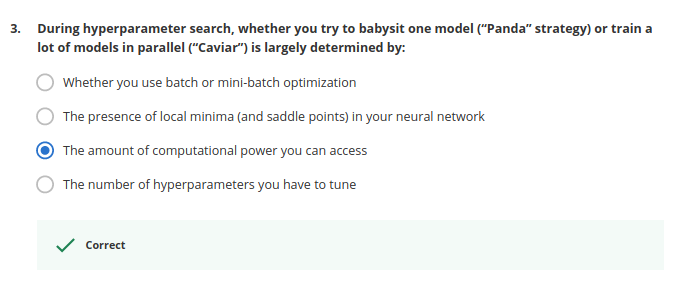 3. During hyperparameter search, whether you try to babysit one model (“Panda” strategy) or train a
lot of models in parallel (“Caviar”) is largely determined by:
Whether you use batch or mini-batch optimization
The presence of local minima (and saddle points) in your neural network
The amount of computational power you can access
The number of hyperparameters you have to tune
Correct